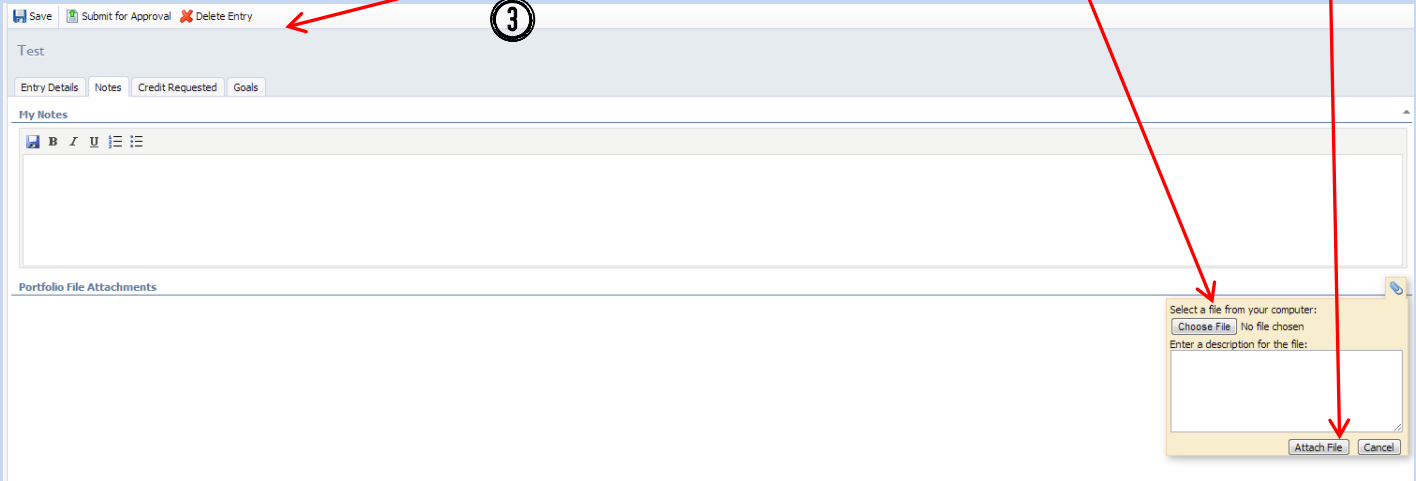 Save Submit for Approval Delete Entry
3
Test
Entry Details Notes Credit Requested Goals
My Notes
B I U
Portfolio File Attachments
Select a file from your computer:
Choose File No file chosen
Enter a description for the file:
Attach File Cancel